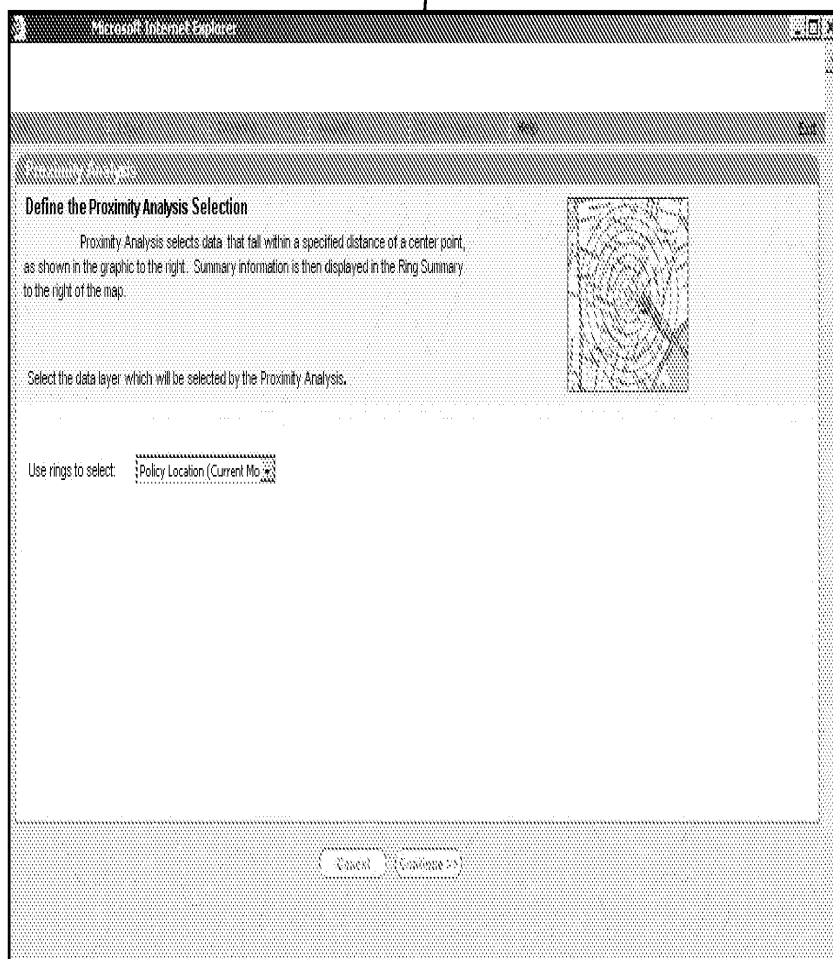 Microsoft Internet Explorer
Help Exit
Proximity Analysis
Define the Proximity Analysis Selection
Proximity Analysis selects data that fall within a specified distance of a center point,
as shown in the graphic to the right. Summary information is then displayed in the Ring Summary
to the right of the map.
Select the data layer which will be selected by the Proximity Analysis.
Use rings to select: Policy Location (Current Mo
Cancel Continue >>